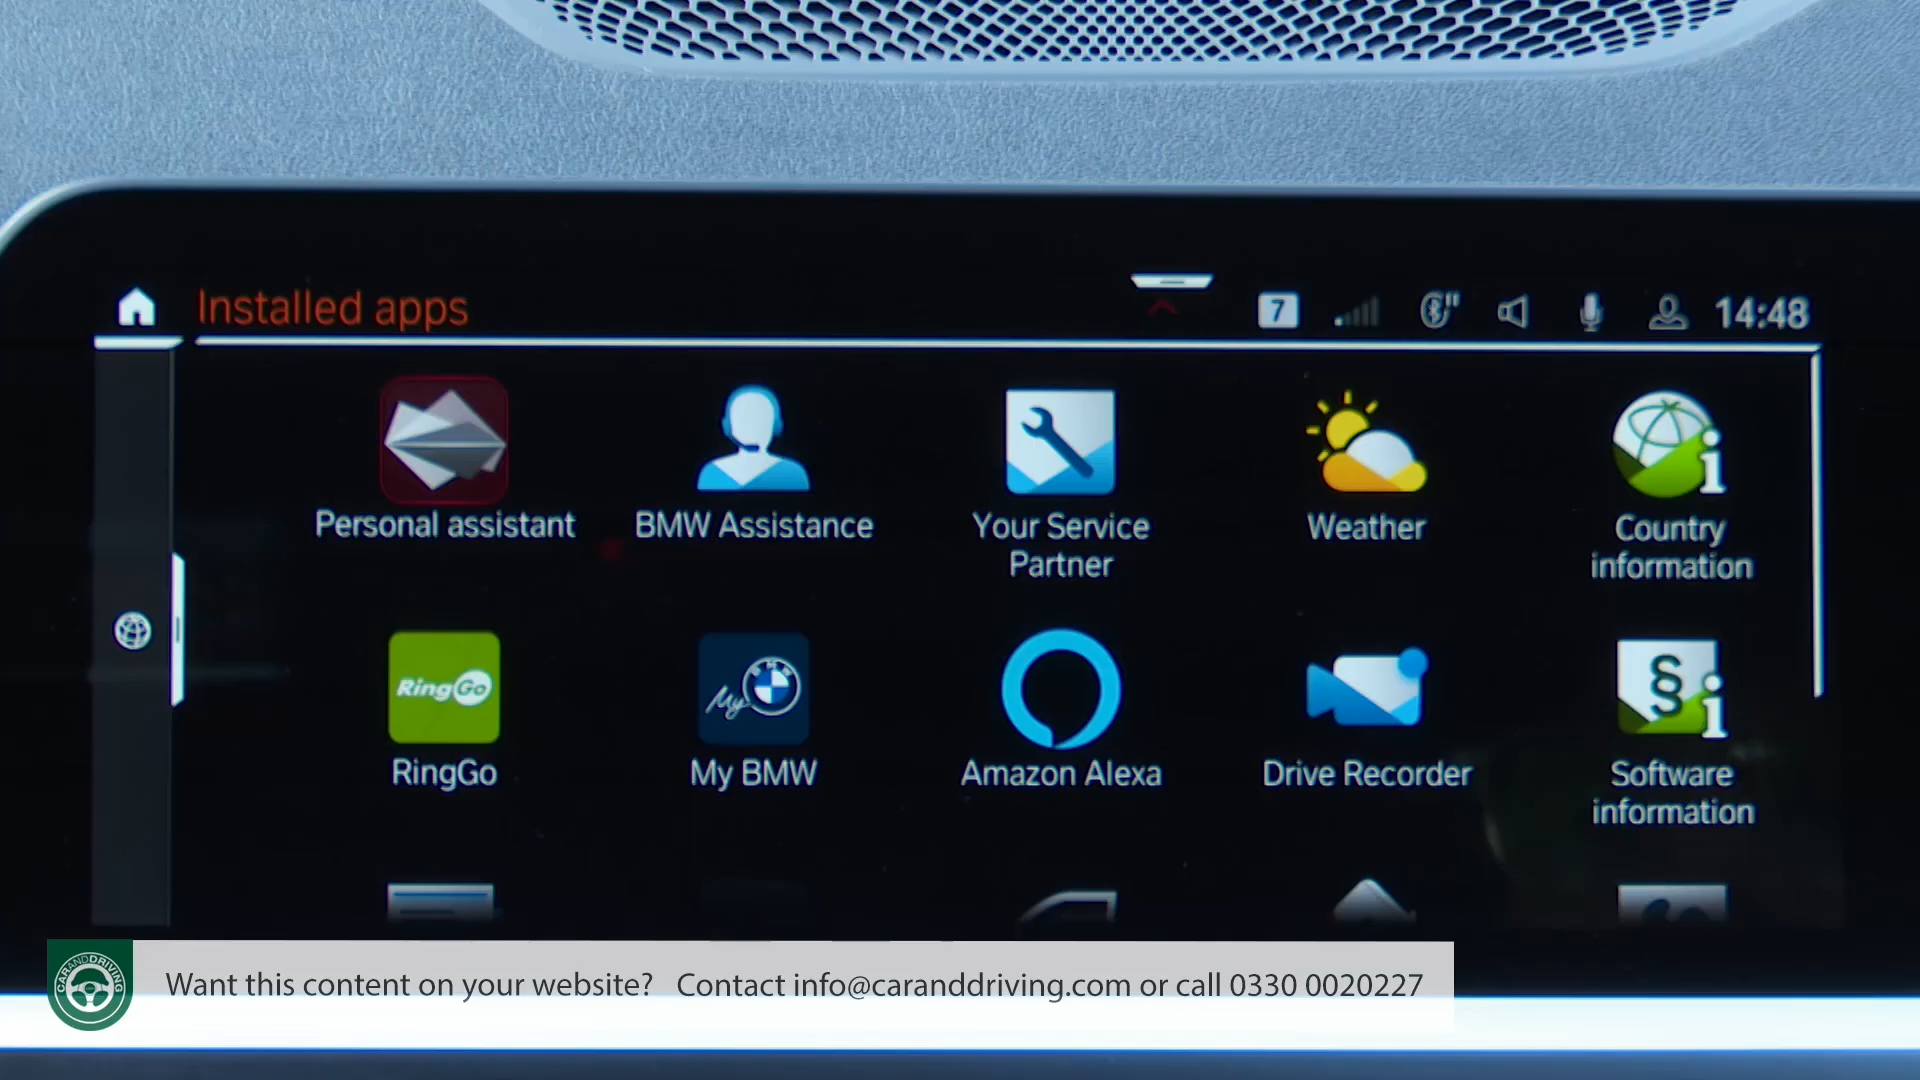 Installed apps
7
14:48
Personal assistant
BMW Assistance
Your Service
Partner
Weather
Country
information
RingGo
RingGo
My
BMW
My BMW
Amazon Alexa
Drive Recorder
§
Software
information
CARANDDRIVING
Want this content on your website? Contact info@caranddriving.com or call 0330 0020227